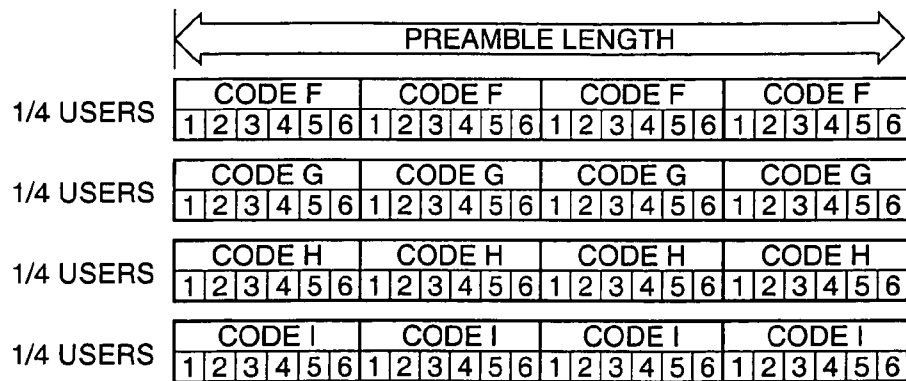 PREAMBLE LENGTH
CODE F CODE F CODE F CODE F
1/4 USERS
1 2 3 4 5 6 1 2 3 4 5 6 1 2 3 4 5 6 1 2 3 4 5 6
CODE G CODE G CODE G CODE G
1/4 USERS
1 2 3 4 5 6 1 2 3 4 5 6 1 2 3 4 5 6 1 2 3 4 5 6
CODE H CODE H CODE H CODE H
1/4 USERS
1 2 3 4 5 6 1 2 3 4 5 6 1 2 3 4 5 6 1 2 3 4 5 6
CODE I CODE I CODE I CODE I
1/4 USERS
1 2 3 4 5 6 1 2 3 4 5 6 1 2 3 4 5 6 1 2 3 4 5 6